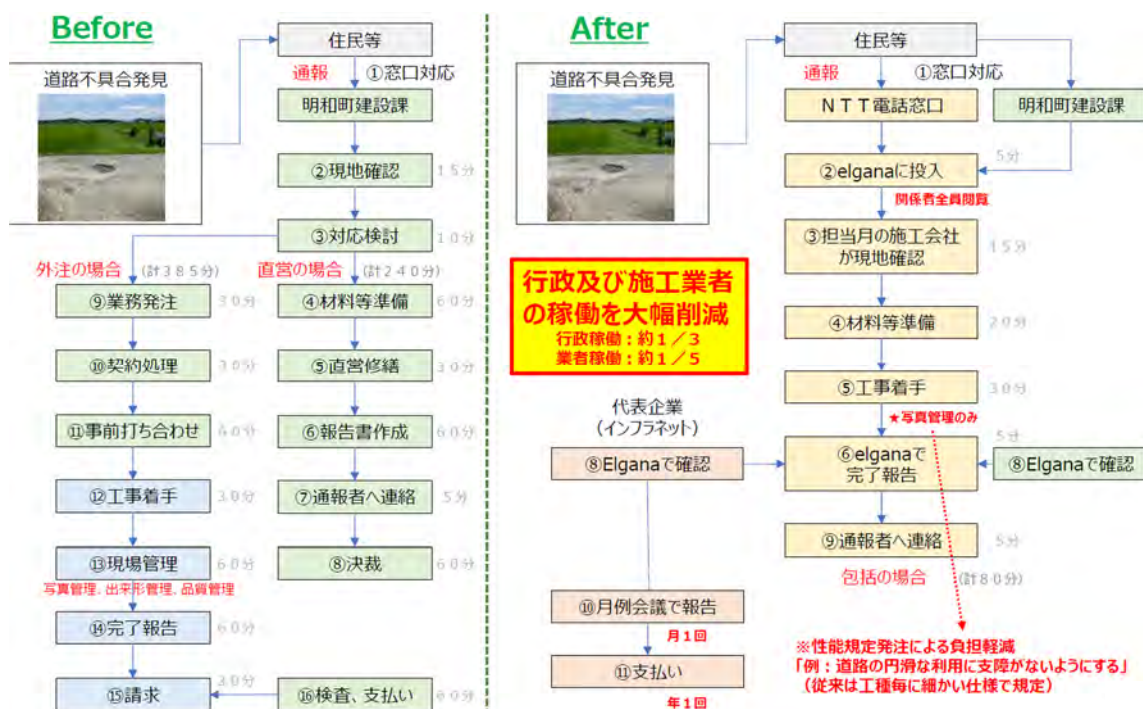 Before
住民等
道路不具合発見
通報
①窓口対応
明和町建設課
②現地確認
15分
③対応検討
10分
外注の場合
(計385分)
直営の場合
(計240分)
⑨業務発注
30分
④材料等準備
60分
⑩契約処理
30分
⑤直営修繕
30分
⑪事前打ち合わせ
60分
⑥報告書作成
60分
⑫工事着手
30分
⑦通報者へ連絡
5分
⑬現場管理
60分
⑧決裁
60分
写真管理、出来形管理、品質管理
⑭完了報告
60分
⑮請求
30分
⑯検査、支払い
60分
After
住民等
道路不具合発見
通報
①窓口対応
NTT電話窓口
明和町建設課
5分
②elganaに投入
関係者全員閲覧
③担当月の施工会社
が現地確認
15分
行政及び施工業者
の稼働を大幅削減
行政稼働：約1／3
業者稼働：約1／5
④材料等準備
20分
⑤工事着手
30分
★写真管理のみ
代表企業
(インフラネット)
5分
⑧Elganaで確認
⑥elganaで
完了報告
⑧Elganaで確認
⑨通報者へ連絡
5分
包括の場合
(計80分)
⑩月例会議で報告
月1回
⑪支払い
年1回
※性能規定発注による負担軽減
「例：道路の円滑な利用に支障がないようにする」
（従来は工種毎に細かい仕様で規定）